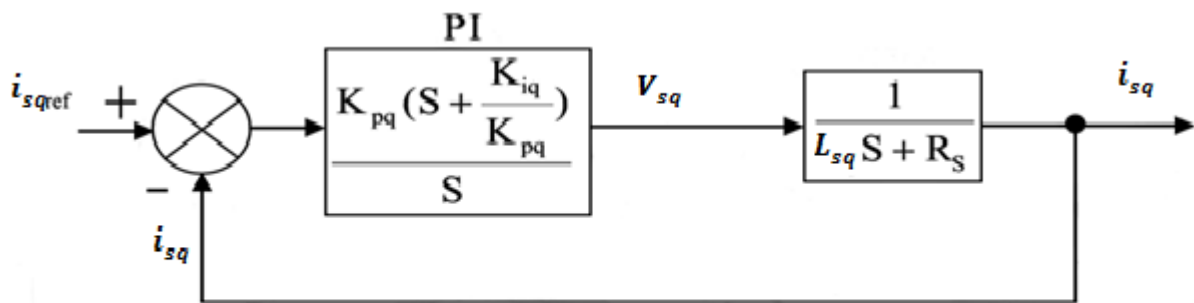 PI
i_sqref
+
K_pq (S + K_iq / K_pq)
S
V_sq
1
L_sq S + R_S
i_sq
−
i_sq